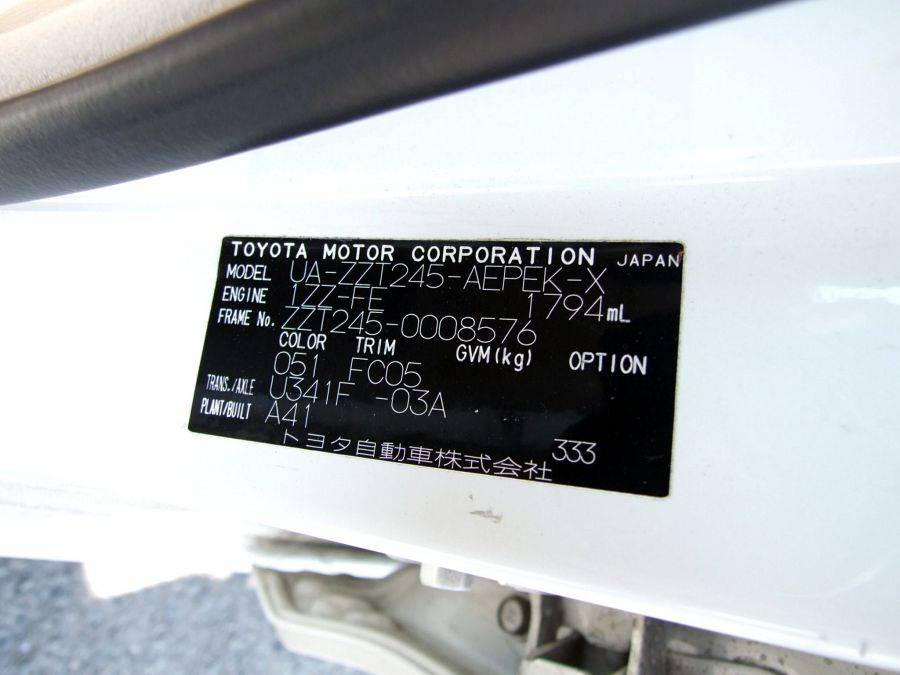 TOYOTA MOTOR CORPORATION JAPAN
MODEL UA-ZZT245-AEPEK-X
ENGINE 1ZZ-FE 1794mL
FRAME No. ZZT245-0008576
COLOR TRIM GVM(kg) OPTION
051 FC05
TRANS./AXLE U341F -03A
PLANT/BUILT A41
トヨタ自動車株式会社 333